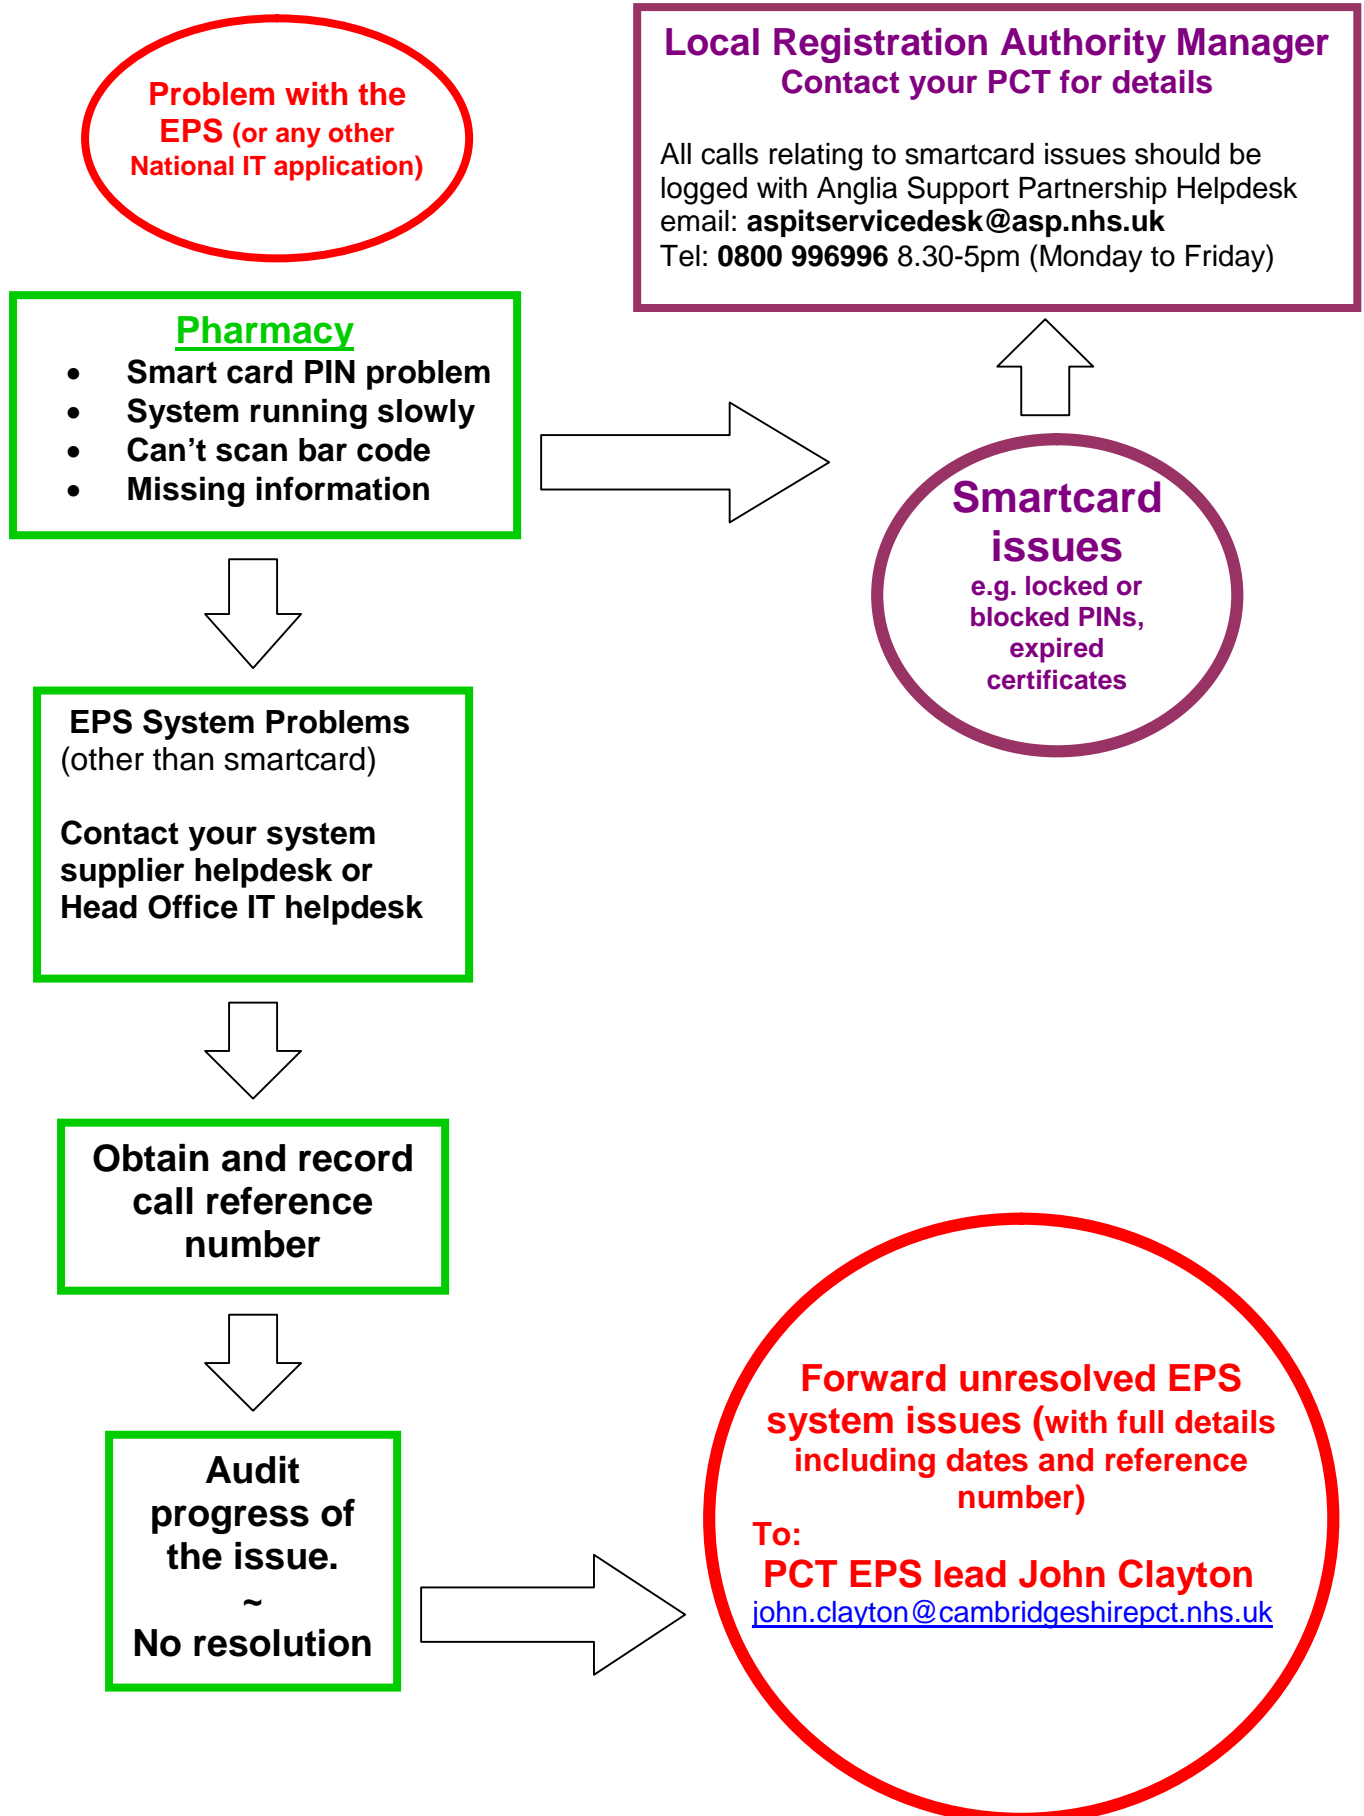 Problem with the
EPS (or any other
National IT application)
Local Registration Authority Manager
Contact your PCT for details
All calls relating to smartcard issues should be
logged with Anglia Support Partnership Helpdesk
email: aspitservicedesk@asp.nhs.uk
Tel: 0800 996996 8.30-5pm (Monday to Friday)
Pharmacy
• Smart card PIN problem
• System running slowly
• Can’t scan bar code
• Missing information
Smartcard
issues
e.g. locked or
blocked PINs,
expired
certificates
EPS System Problems
(other than smartcard)
Contact your system
supplier helpdesk or
Head Office IT helpdesk
Obtain and record
call reference
number
Audit
progress of
the issue.
~
No resolution
Forward unresolved EPS
system issues (with full details
including dates and reference
number)
To:
PCT EPS lead John Clayton
john.clayton@cambridgeshirepct.nhs.uk